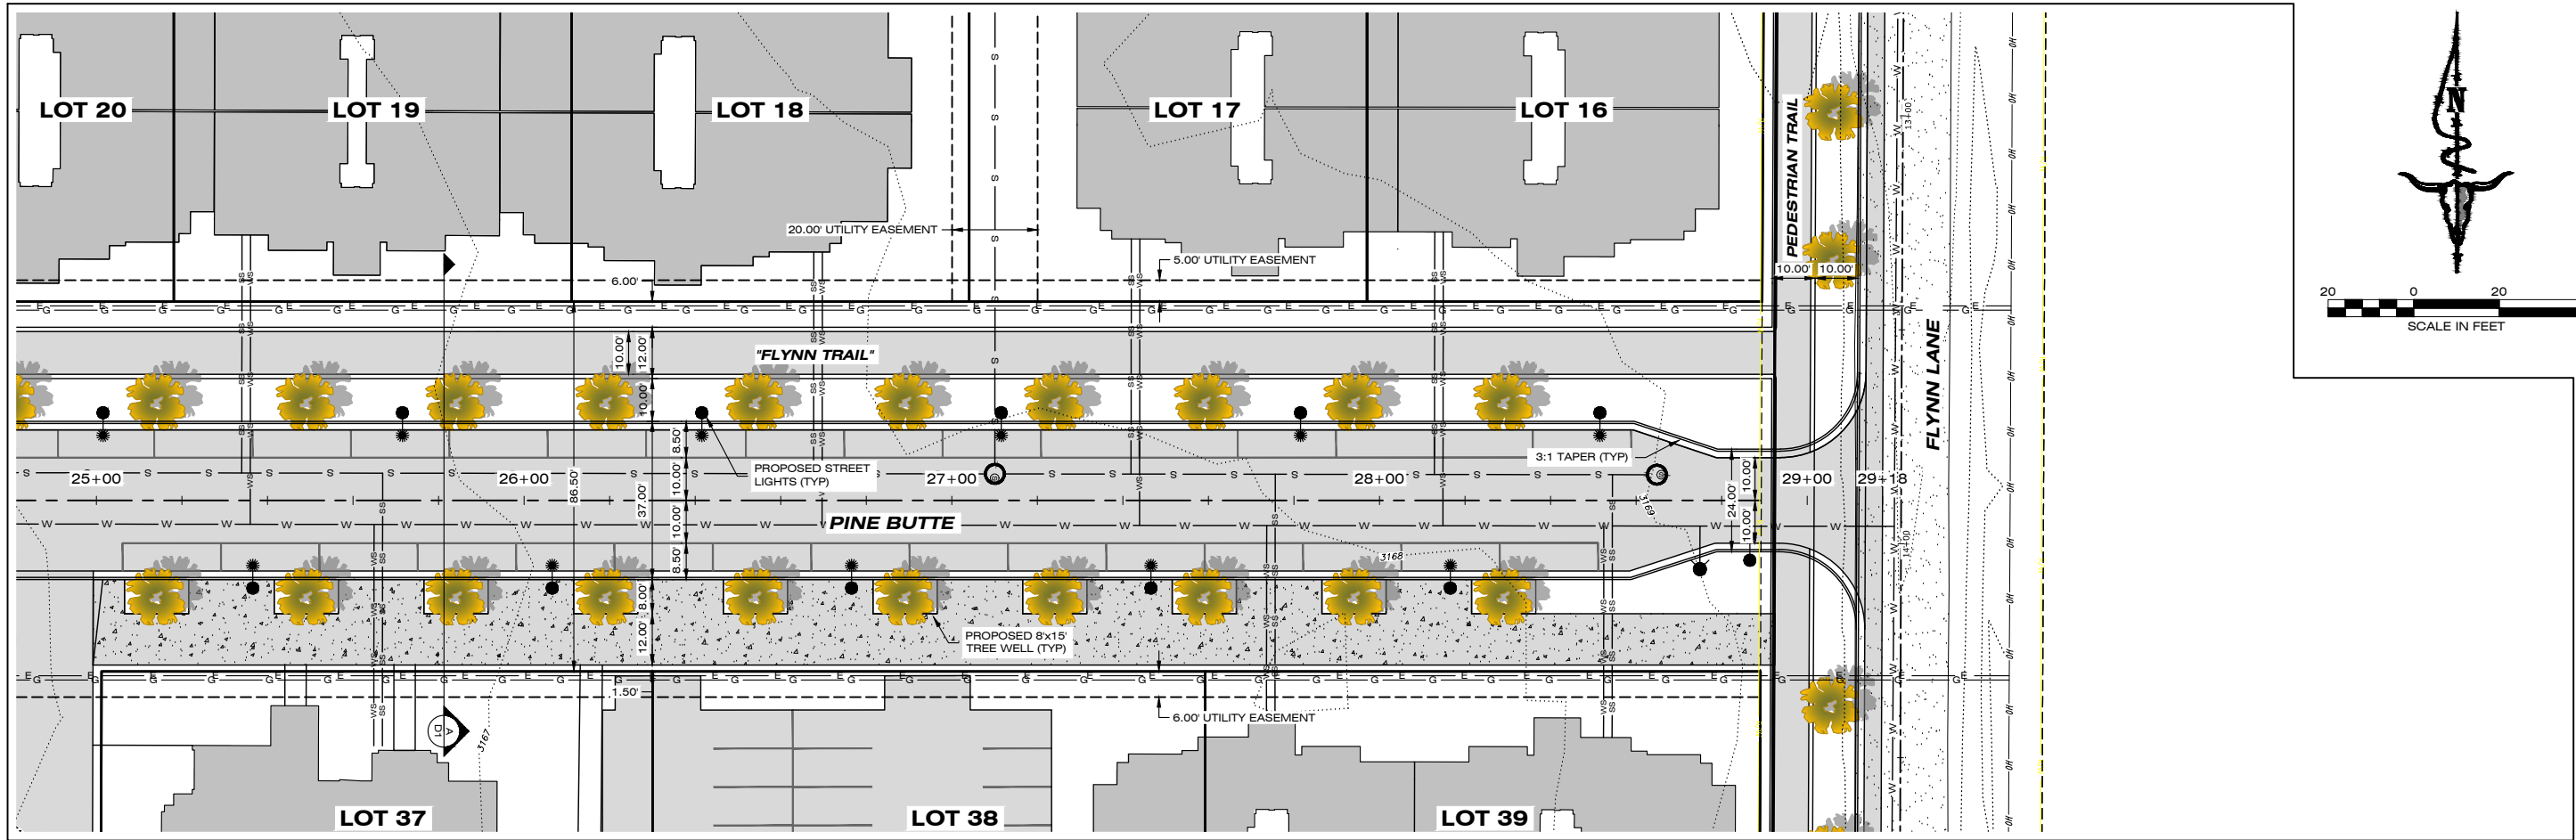 LOT 20
LOT 19
LOT 18
LOT 17
LOT 16
PEDESTRIAN TRAIL
13+00
N
20.00' UTILITY EASEMENT
5.00' UTILITY EASEMENT
6.00'
10.00'
10.00'
20
0
20
SCALE IN FEET
FLYNN LANE
"FLYNN TRAIL"
10.00'
12.00'
10.00'
PROPOSED STREET
LIGHTS (TYP)
3:1 TAPER (TYP)
8.50'
10.00'
25+00
26+00
27+00
28+00
29+00
29+18
86.50'
37.00'
24.00'
10.00'
10.00'
3169
PINE BUTTE
10.00'
8.50'
3168
14+00
8.00'
12.00'
PROPOSED 8'x15'
TREE WELL (TYP)
1.50'
6.00' UTILITY EASEMENT
A
D1
3167
LOT 37
LOT 38
LOT 39